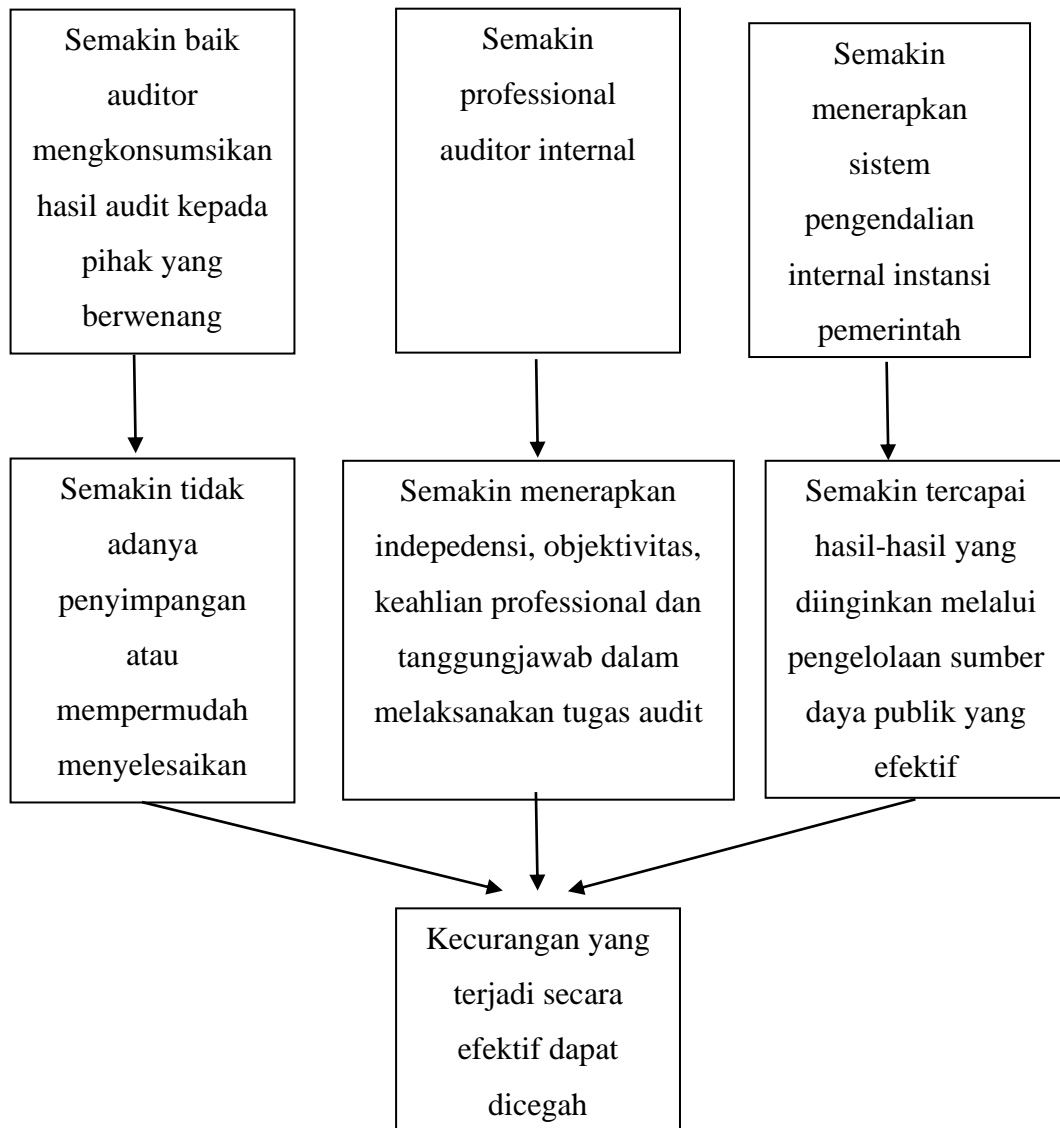 Semakin baik
auditor
mengkonsumsikan
hasil audit kepada
pihak yang
berwenang
Semakin
professional
auditor internal
Semakin
menerapkan
sistem
pengendalian
internal instansi
pemerintah
Semakin tidak
adanya
penyimpangan
atau
mempermudah
menyelesaikan
Semakin menerapkan
indepedensi, objektivitas,
keahlian professional dan
tanggungjawab dalam
melaksanakan tugas audit
Semakin tercapai
hasil-hasil yang
diinginkan melalui
pengelolaan sumber
daya publik yang
efektif
Kecurangan yang
terjadi secara
efektif dapat
dicegah